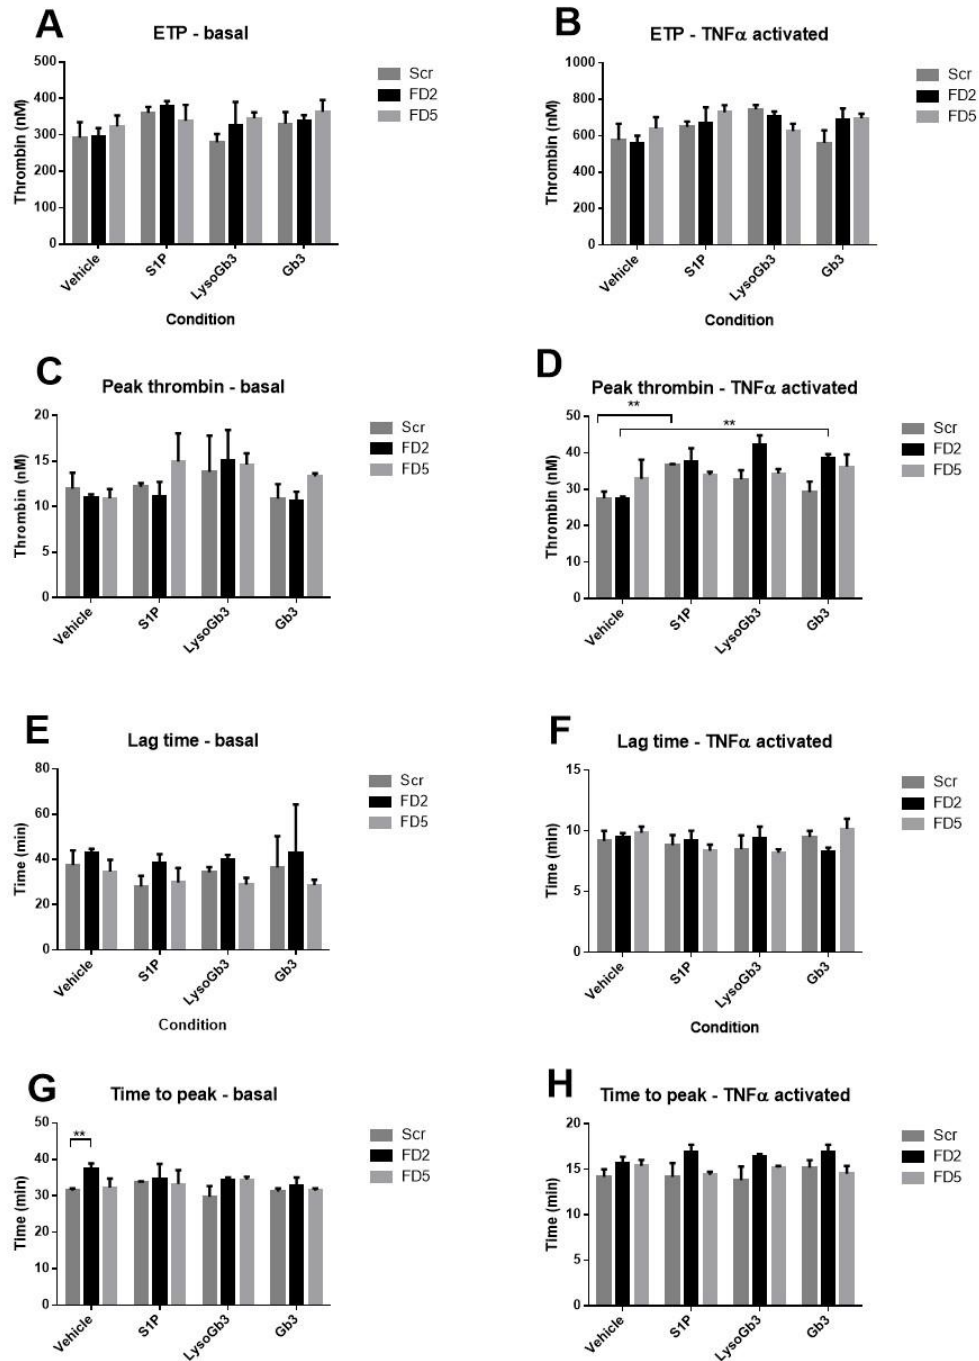 A
ETP - basal
500
400
300
200
100
0
Thrombin (nM)
Vehicle
S1P
LysoGb3
Gb3
Condition
Scr
FD2
FD5
B
ETP - TNFα activated
1000
800
600
400
200
0
Thrombin (nM)
Vehicle
S1P
LysoGb3
Gb3
Condition
Scr
FD2
FD5
C
Peak thrombin - basal
20
15
10
5
0
Thrombin (nM)
Vehicle
S1P
LysoGb3
Gb3
Scr
FD2
FD5
D
Peak thrombin - TNFα activated
**
**
50
40
30
20
10
0
Thrombin (nM)
Vehicle
S1P
LysoGb3
Gb3
Scr
FD2
FD5
E
Lag time - basal
80
60
40
20
0
Time (min)
Vehicle
S1P
LysoGb3
Gb3
Condition
Scr
FD2
FD5
F
Lag time - TNFα activated
15
10
5
0
Time (min)
Vehicle
S1P
LysoGb3
Gb3
Condition
Scr
FD2
FD5
G
Time to peak - basal
**
50
40
30
20
10
0
Time (min)
Vehicle
S1P
LysoGb3
Gb3
Scr
FD2
FD5
H
Time to peak - TNFα activated
20
15
10
5
0
Time (min)
Vehicle
S1P
LysoGb3
Gb3
Scr
FD2
FD5